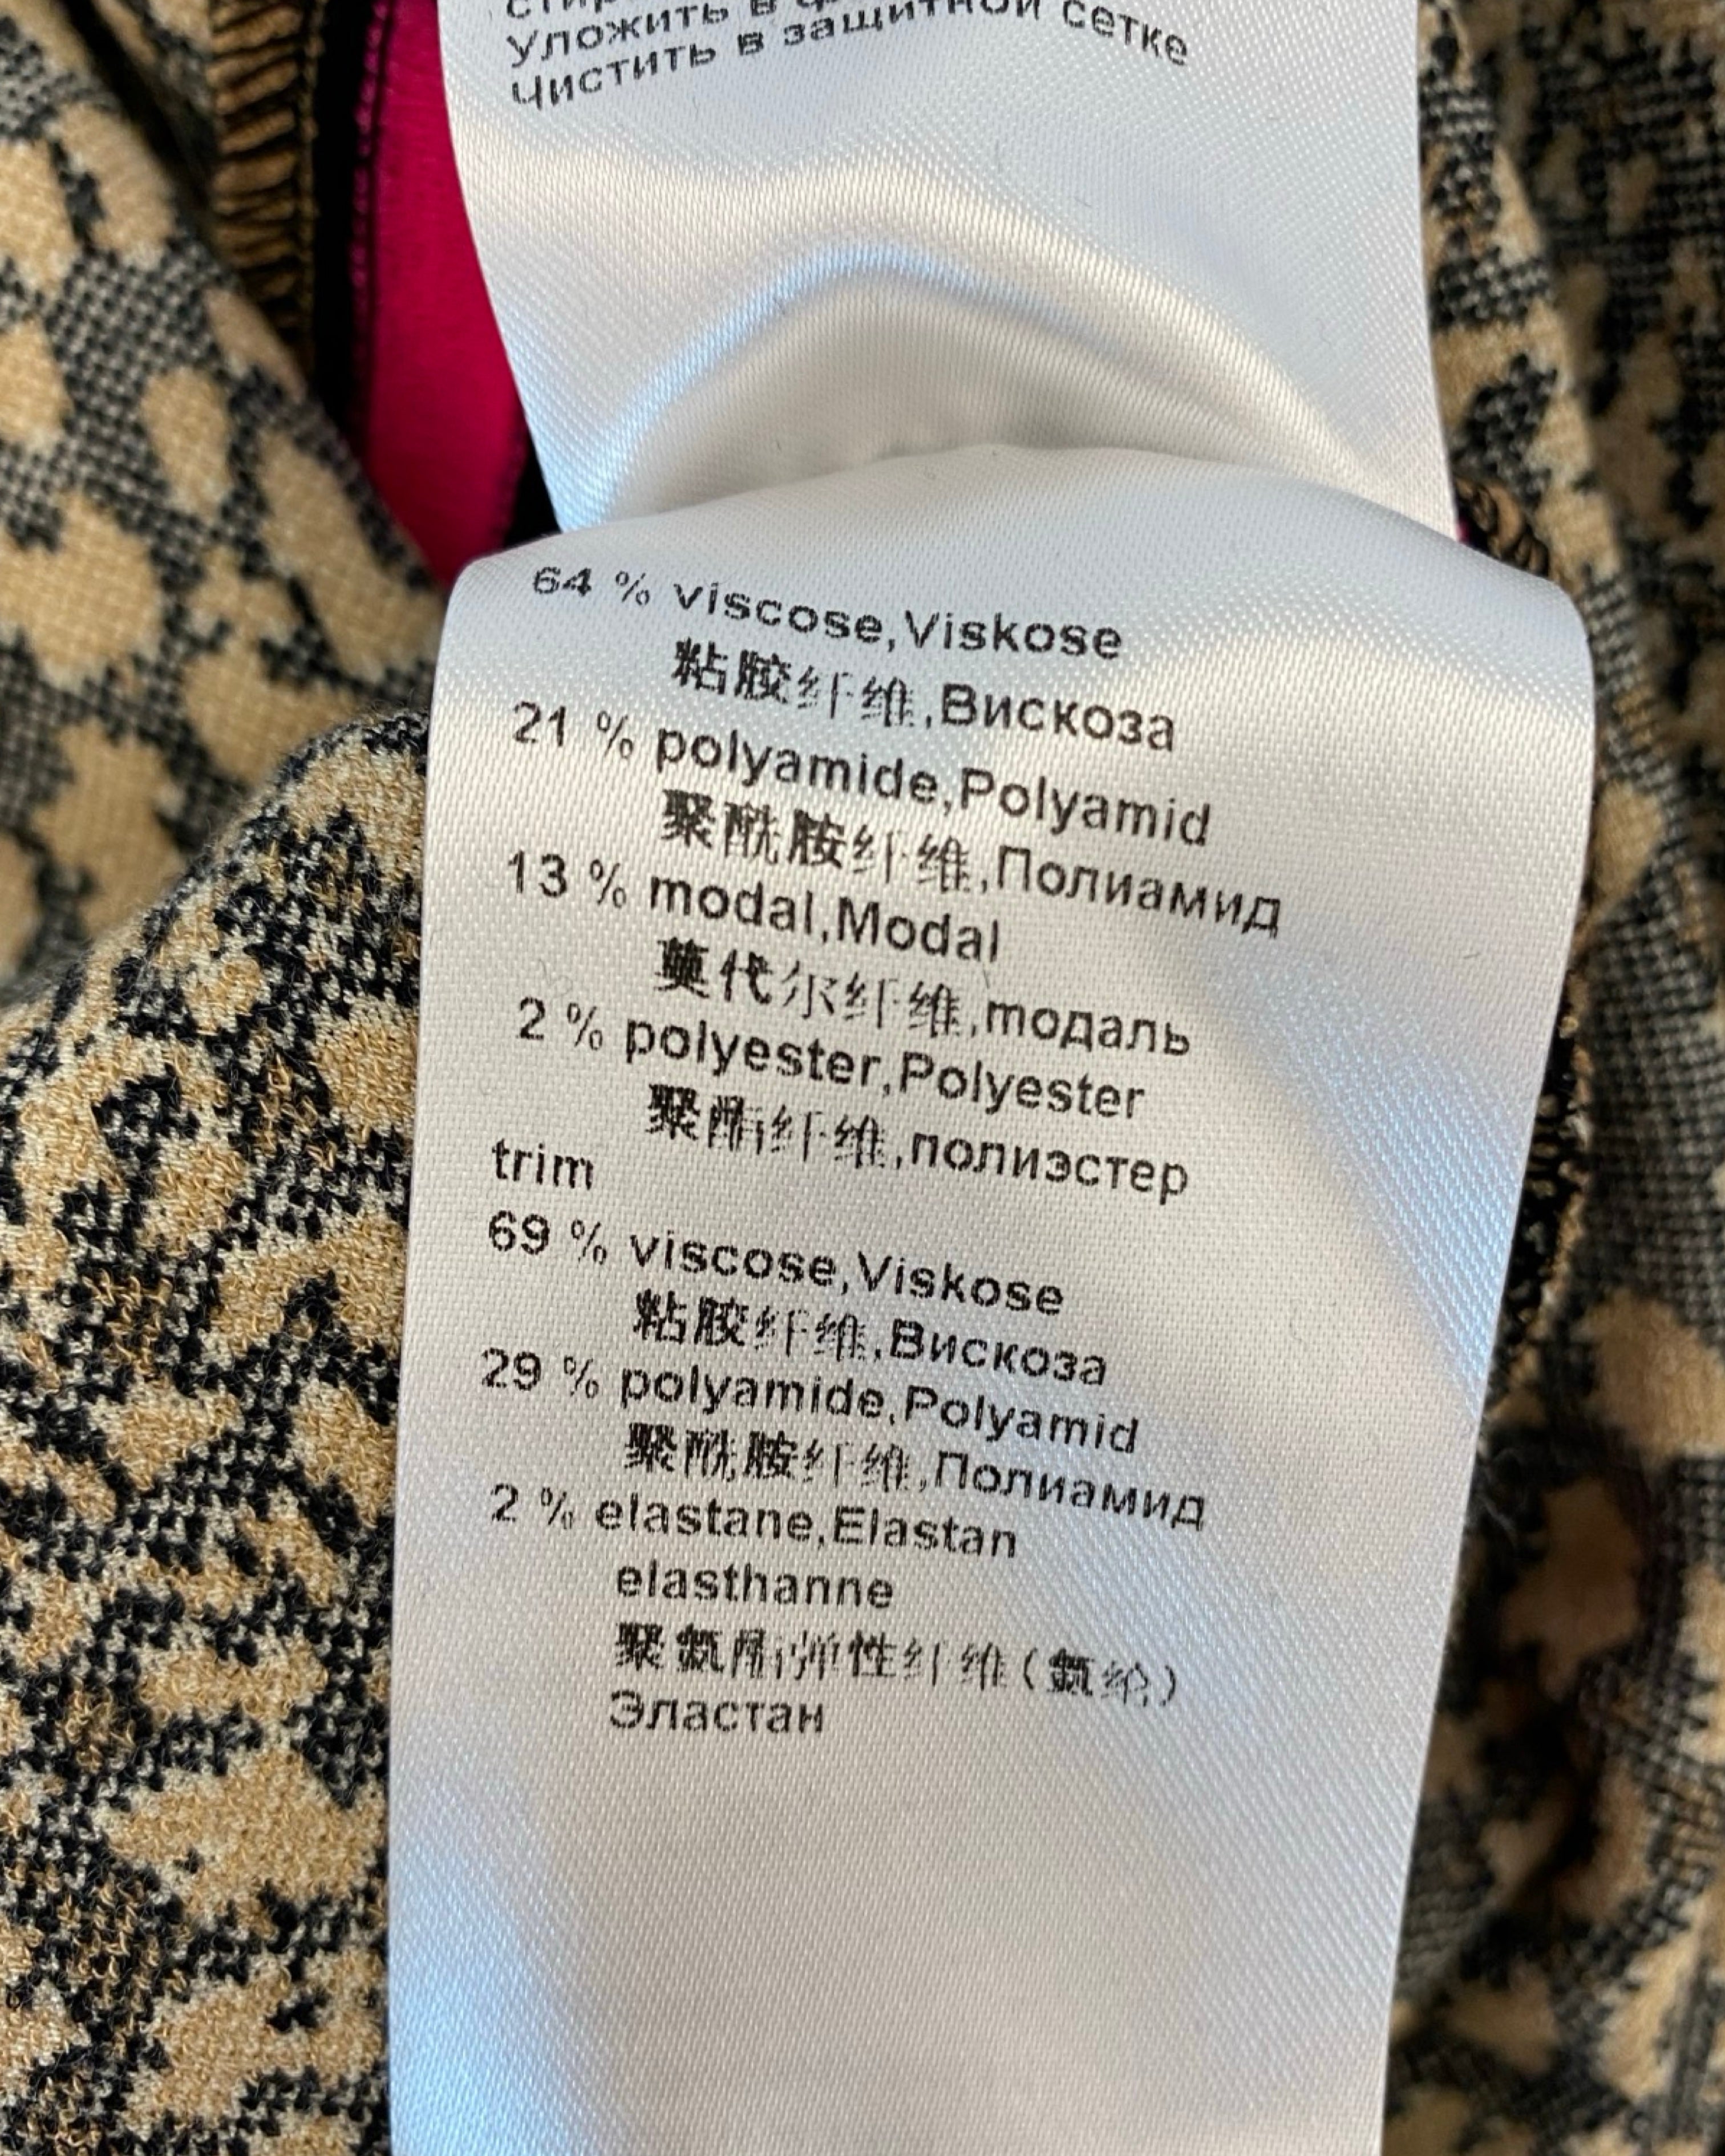 Уложить в
Чистить в защитной сетке
64 % viscose,Viskose
粘胶纤维,Вискоза
21 % polyamide,Polyamid
聚酰胺纤维,Полиамид
13 % modal,Modal
莫代尔纤维,модаль
2 % polyester,Polyester
聚酯纤维,полиэстер
trim
69 % viscose,Viskose
粘胶纤维,Вискоза
29 % polyamide,Polyamid
聚酰胺纤维,Полиамид
2 % elastane,Elastan
elasthanne
聚氨酯弹性纤维(氨纶)
Эластан